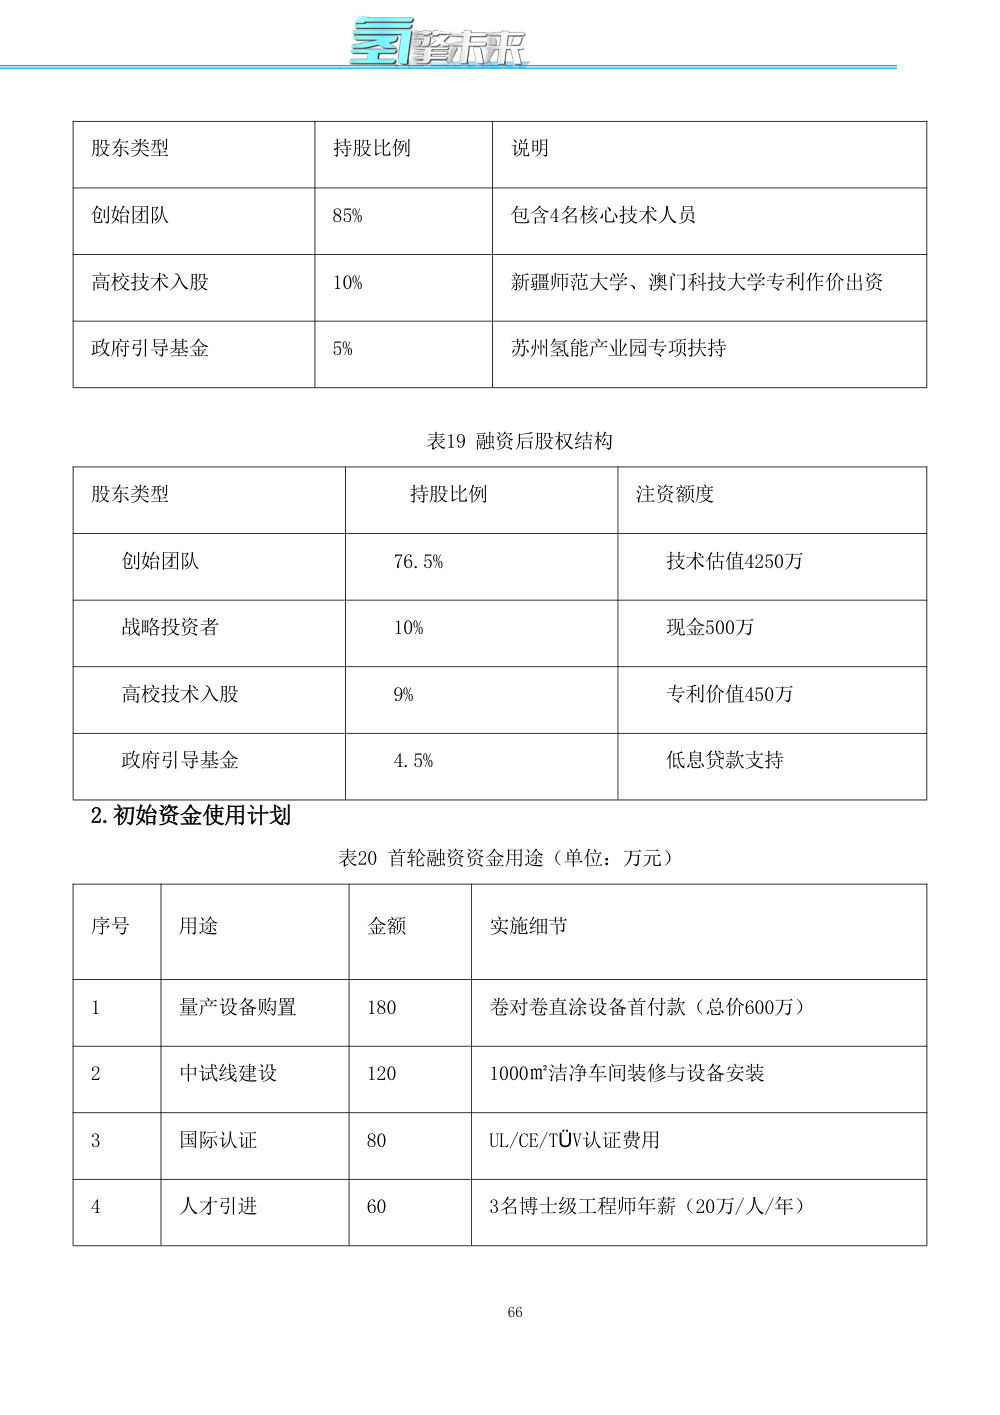 氢擎未来
股东类型 持股比例 说明
创始团队 85% 包含4名核心技术人员
高校技术入股 10% 新疆师范大学、澳门科技大学专利作价出资
政府引导基金 5% 苏州氢能产业园专项扶持
表19 融资后股权结构
股东类型 持股比例 注资额度
创始团队 76.5% 技术估值4250万
战略投资者 10% 现金500万
高校技术入股 9% 专利价值450万
政府引导基金 4.5% 低息贷款支持
2.初始资金使用计划
表20 首轮融资资金用途（单位：万元）
序号 用途 金额 实施细节
1 量产设备购置 180 卷对卷直涂设备首付款（总价600万）
2 中试线建设 120 1000㎡洁净车间装修与设备安装
3 国际认证 80 UL/CE/TÜV认证费用
4 人才引进 60 3名博士级工程师年薪（20万/人/年）
66